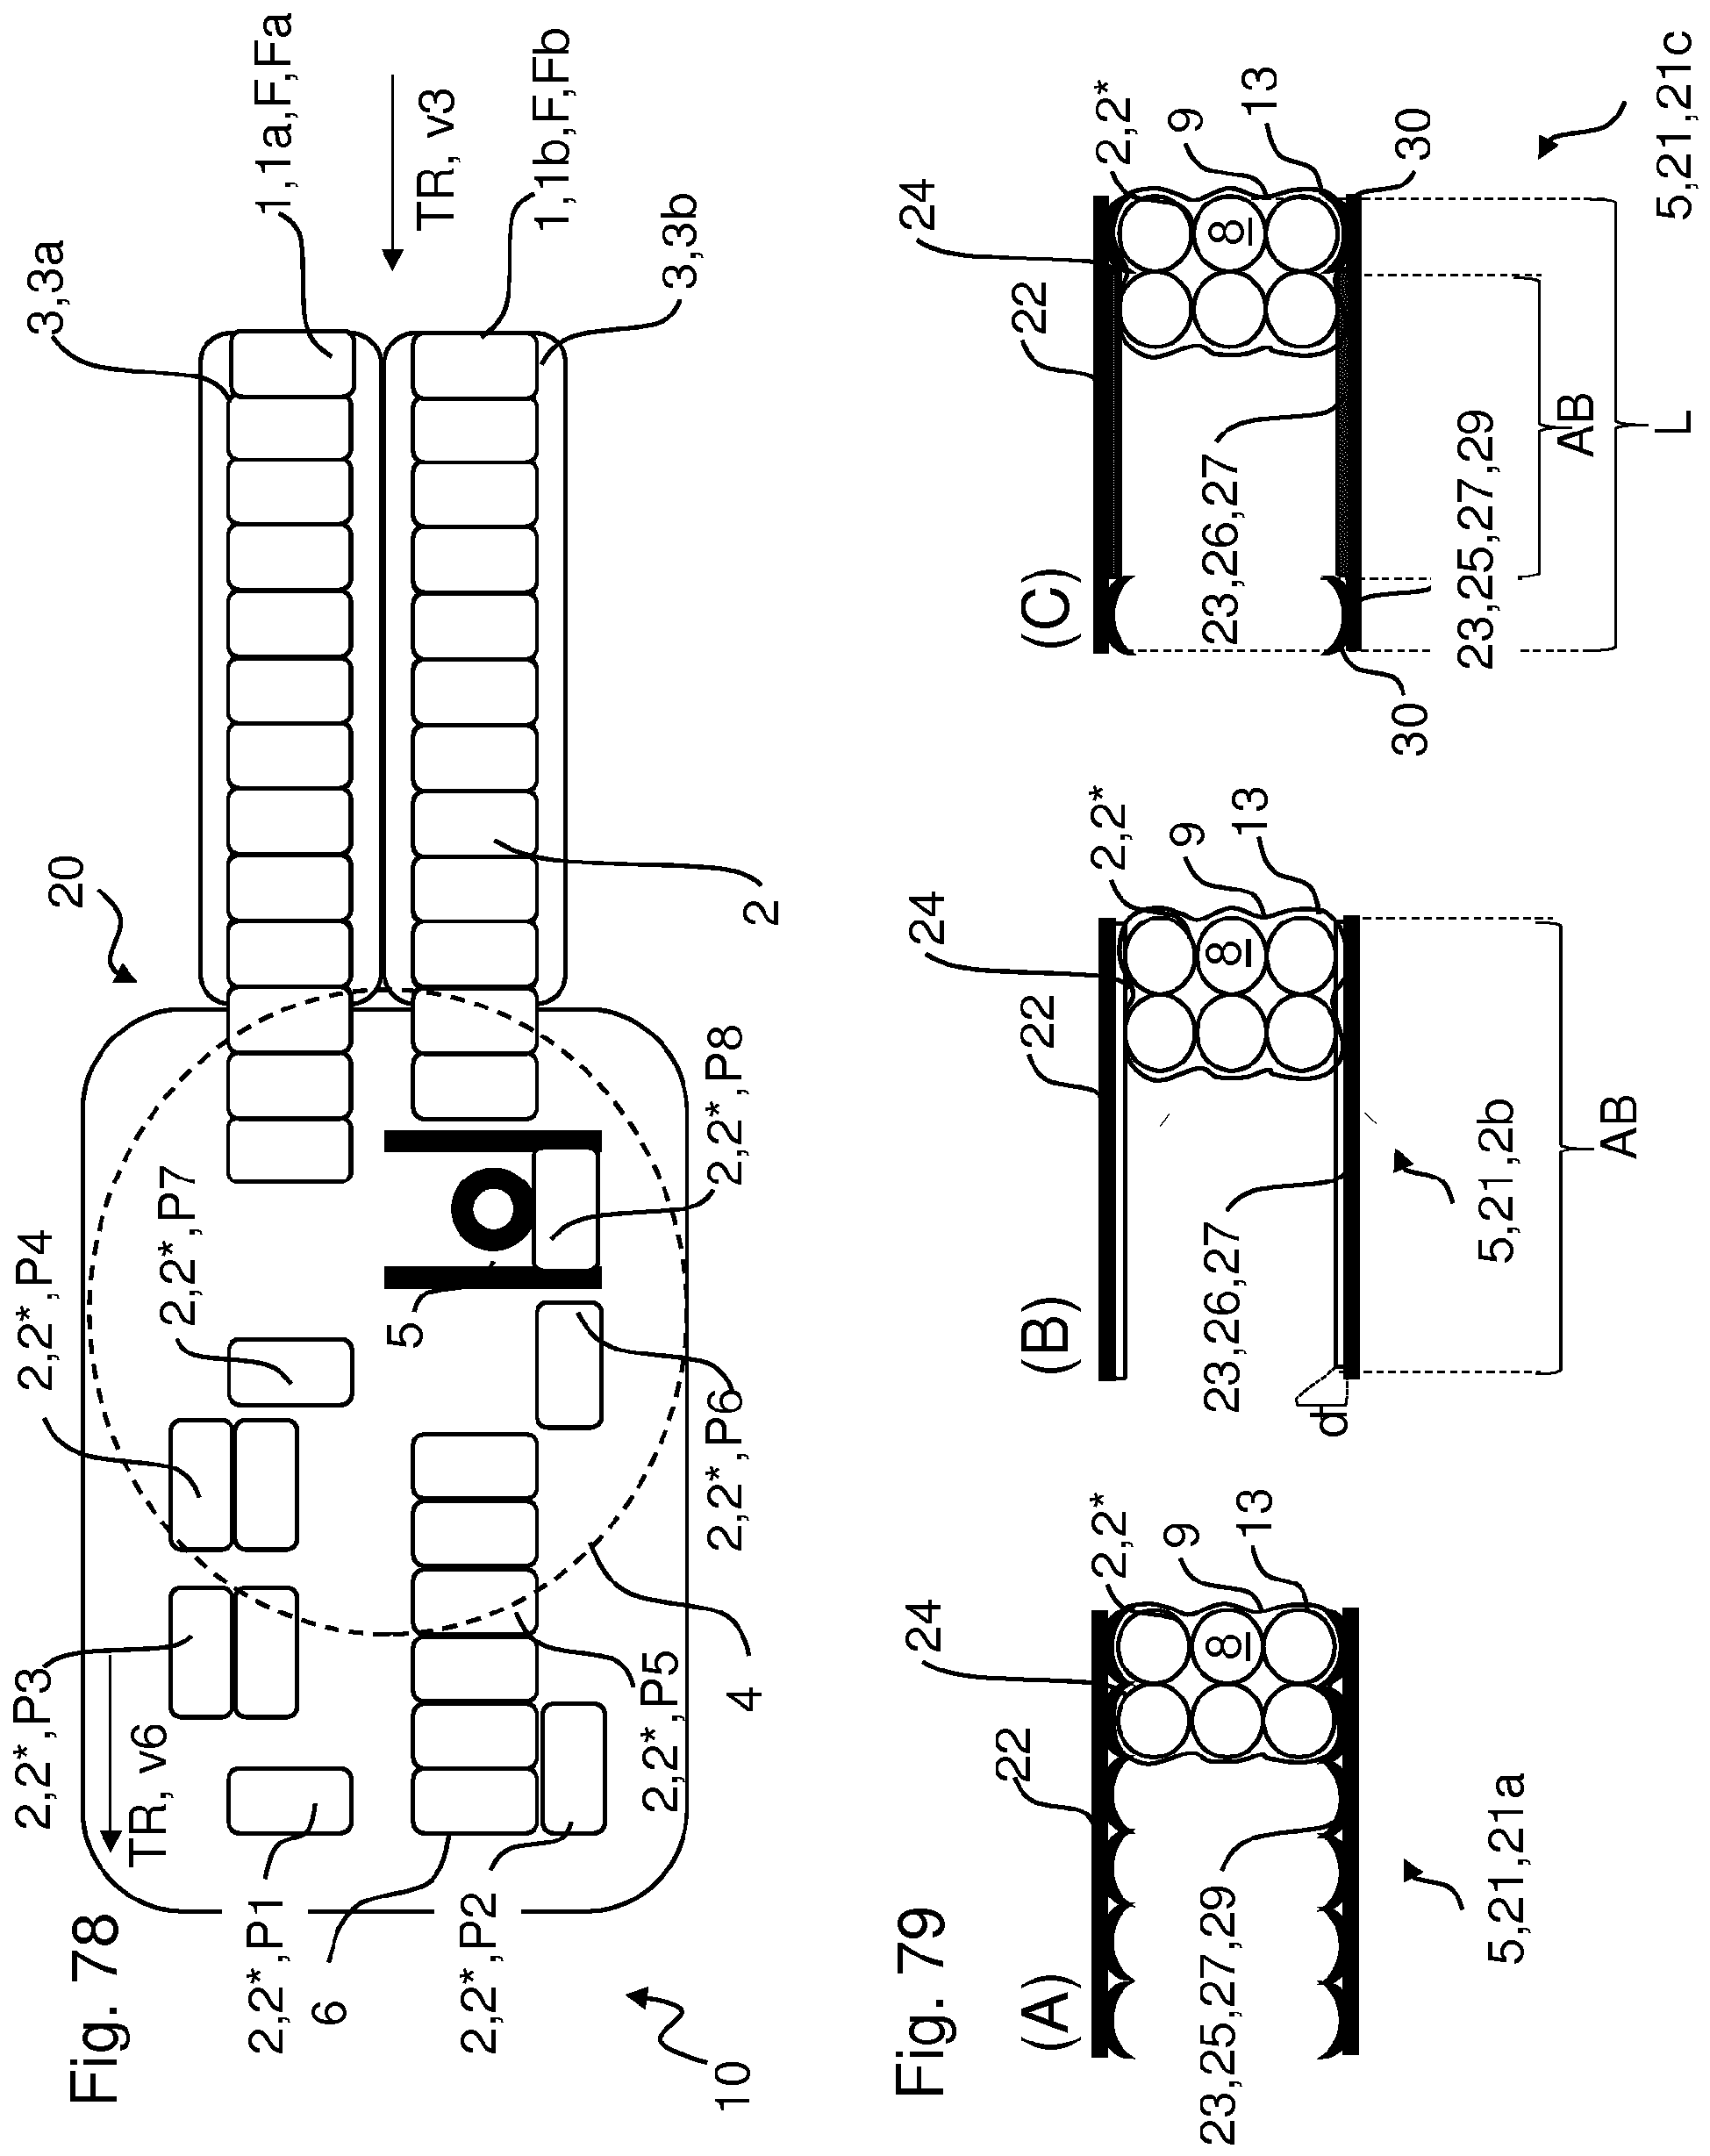 Fig. 78
3,3a
1,1a,F,Fa
TR, v3
1,1b,F,Fb
3,3b
20
2
2,2*,P4
2,2*,P7
2,2*,P8
5
2,2*,P6
2,2*,P3
TR, v6
2,2*,P5
4
2,2*,P1
6
2,2*,P2
10
Fig. 79
(A)
22
24
2,2*
9
13
8
23,25,27,29
5,21,21a
(B)
22
24
2,2*
9
13
8
23,26,27
d
5,21,2b
AB
(C)
22
24
2,2*
9
13
8
30
23,26,27
30
23,25,27,29
AB
L
5,21,21c